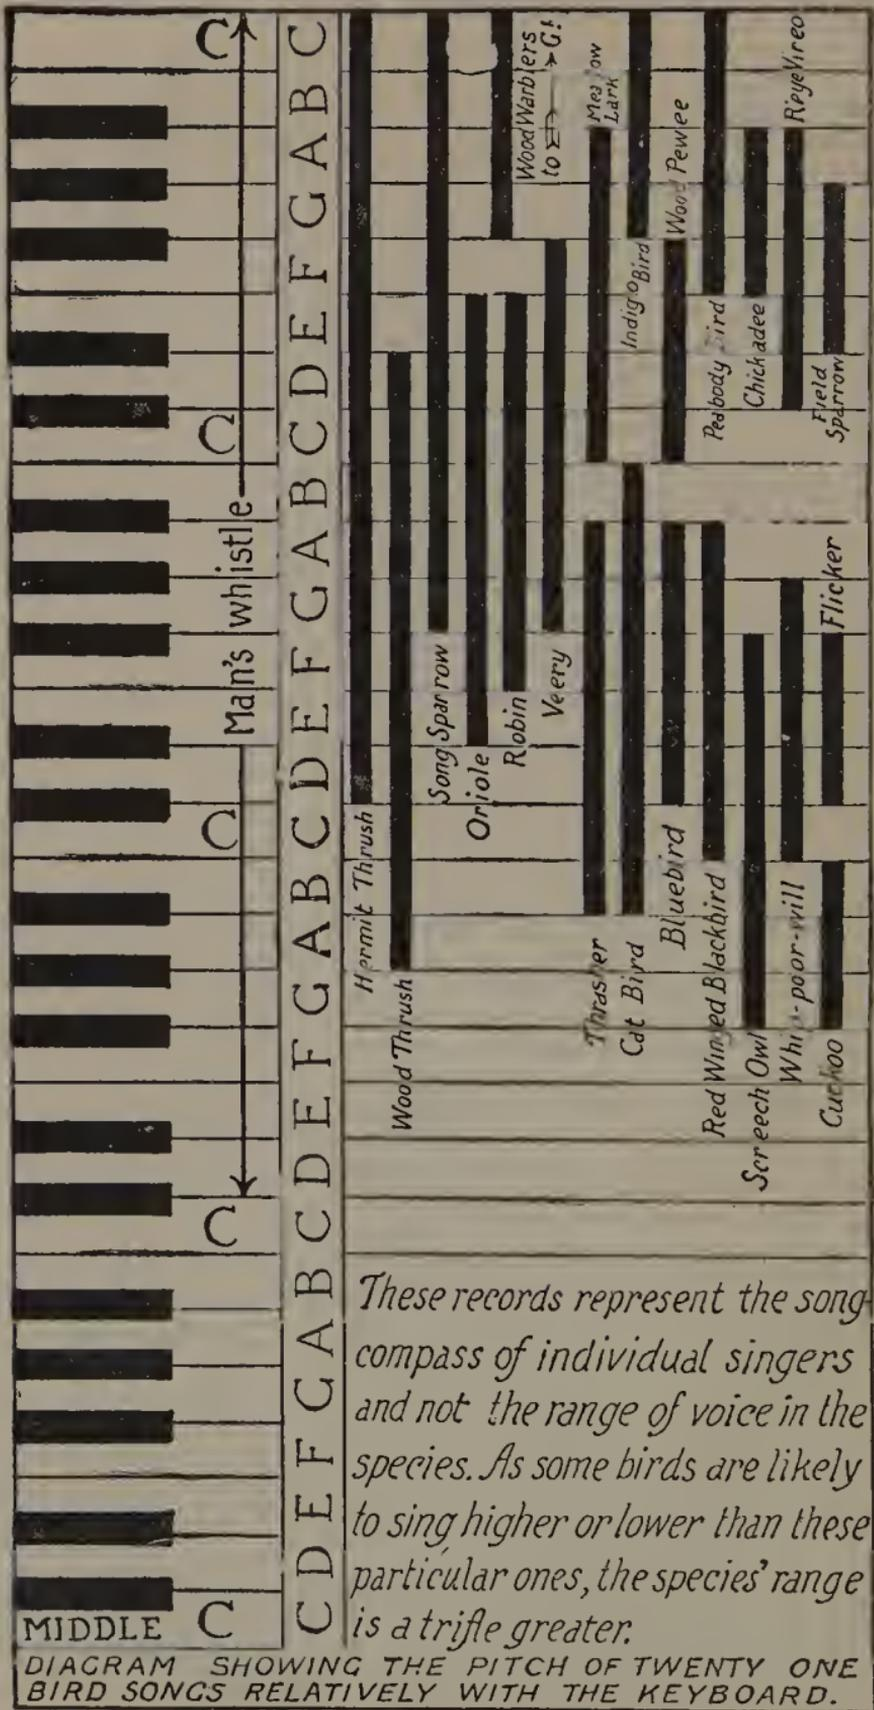 C
C
C
C
MIDDLE C
Man's whistle
C
B
A
G
F
E
D
C
B
A
G
F
E
D
C
B
A
G
F
E
D
C
B
A
G
F
E
D
C
Hermit Thrush
Wood Thrush
Song Sparrow
Oriole
Wood Warblers
to → G!
Robin
Veery
Meadow
Lark
Thrasher
Indigo Bird
Cat Bird
Wood Pewee
Bluebird
Peabody Bird
Red Winged Blackbird
Chickadee
Screech Owl
R'eyeVireo
Whip-poor-will
Field
Sparrow
Flicker
Cuckoo
These records represent the song-
compass of individual singers
and not the range of voice in the
species. As some birds are likely
to sing higher or lower than these
particular ones, the species' range
is a trifle greater.
DIAGRAM SHOWING THE PITCH OF TWENTY ONE
BIRD SONGS RELATIVELY WITH THE KEYBOARD.